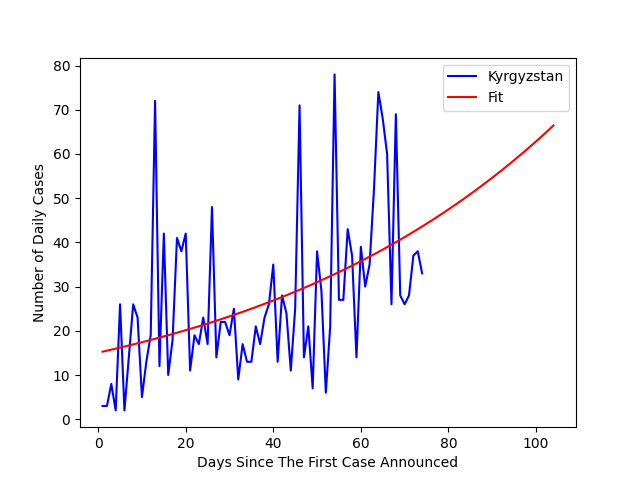 Kyrgyzstan
Fit
80
70
60
50
40
30
20
10
0
Number of Daily Cases
0 20 40 60 80 100
Days Since The First Case Announced